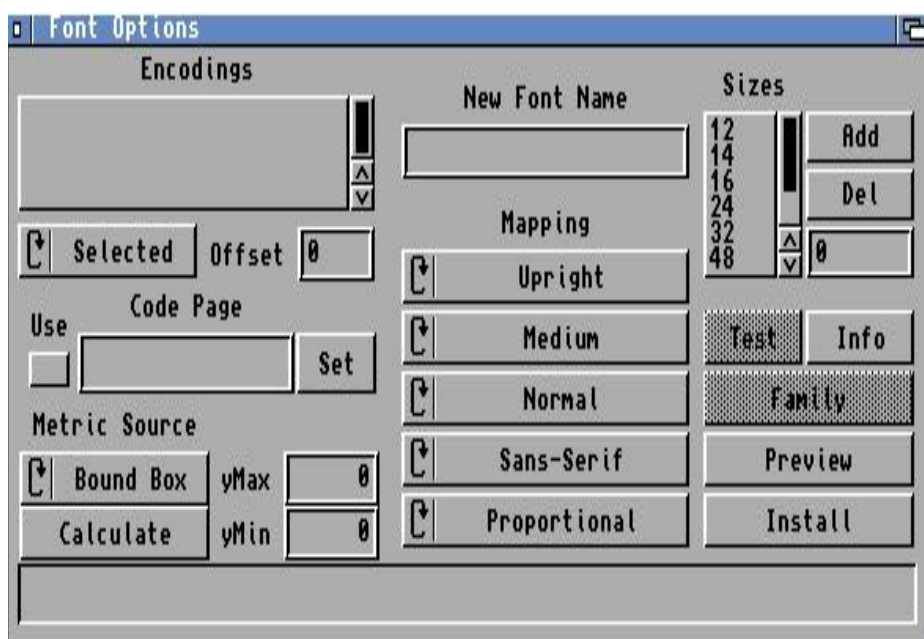 Font Options
Encodings
Selected
Offset 0
Use
Code Page
Set
Metric Source
Bound Box
yMax 0
Calculate
yMin 0
New Font Name
Mapping
Upright
Medium
Normal
Sans-Serif
Proportional
Sizes
12
14
16
24
32
48
Add
Del
0
Test
Info
Family
Preview
Install